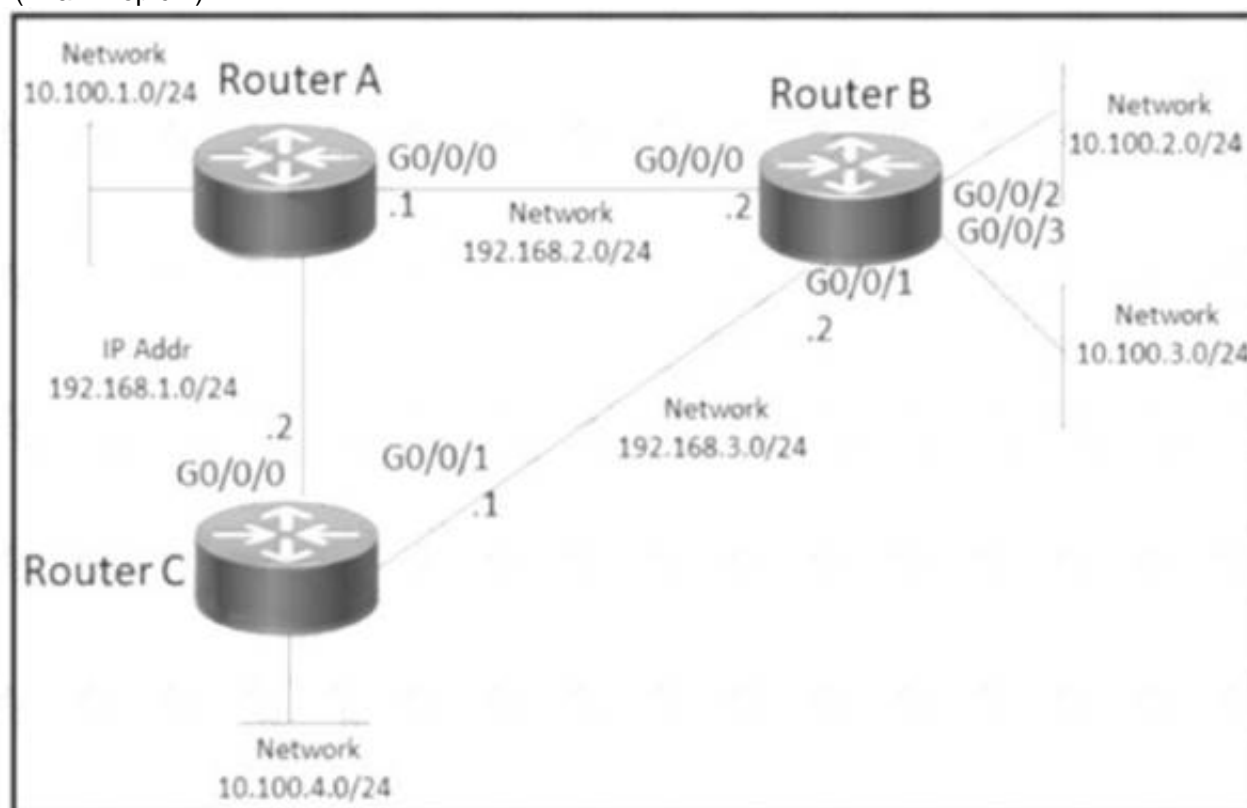 Network
10.100.1.0/24
Router A
Router B
Network
10.100.2.0/24
G0/0/0
G0/0/0
.1
.2
Network
192.168.2.0/24
G0/0/2
G0/0/3
G0/0/1
.2
IP Addr
192.168.1.0/24
Network
10.100.3.0/24
.2
G0/0/0
G0/0/1
.1
Network
192.168.3.0/24
Router C
Network
10.100.4.0/24